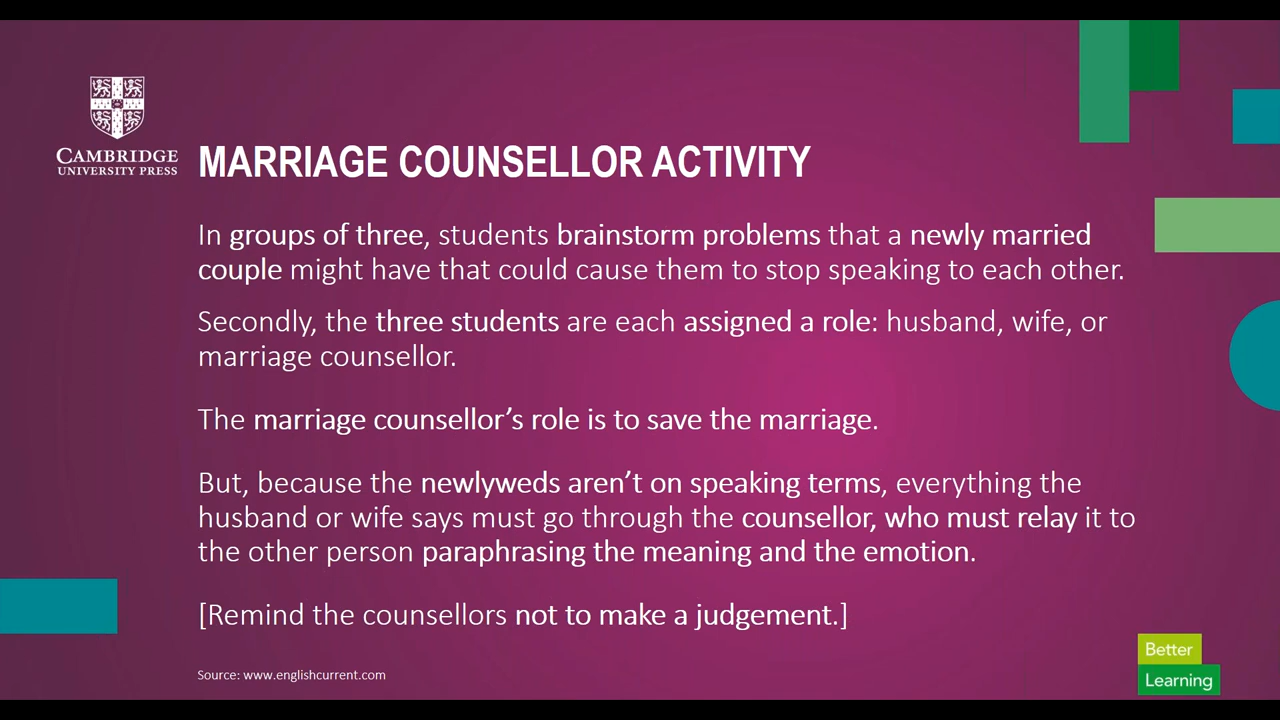 CAMBRIDGE
UNIVERSITY PRESS
MARRIAGE COUNSELLOR ACTIVITY
In groups of three, students brainstorm problems that a newly married
couple might have that could cause them to stop speaking to each other.
Secondly, the three students are each assigned a role: husband, wife, or
marriage counsellor.
The marriage counsellor’s role is to save the marriage.
But, because the newlyweds aren’t on speaking terms, everything the
husband or wife says must go through the counsellor, who must relay it to
the other person paraphrasing the meaning and the emotion.
[Remind the counsellors not to make a judgement.]
Source: www.englishcurrent.com
Better
Learning